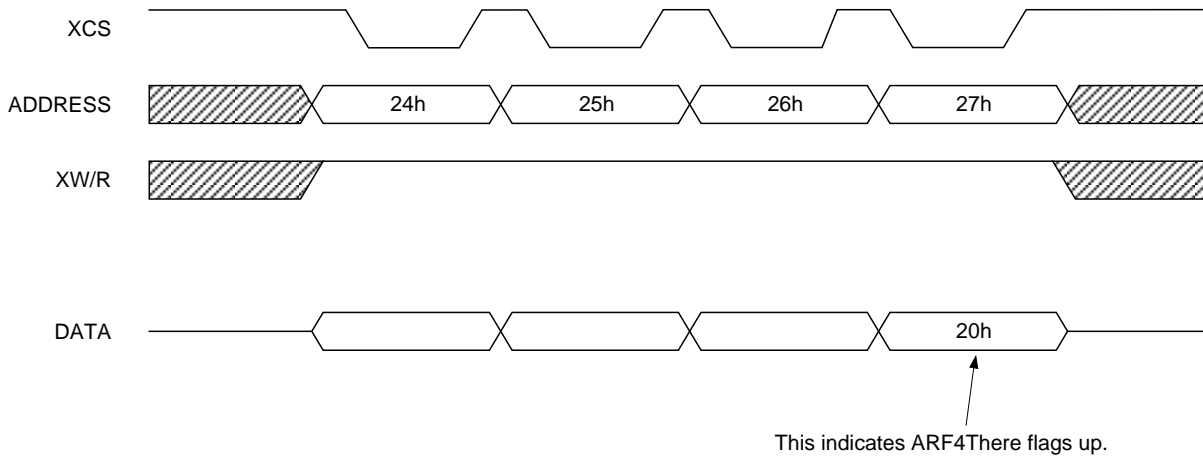 XCS
ADDRESS 24h 25h 26h 27h
XW/R
DATA 20h
This indicates ARF4There flags up.